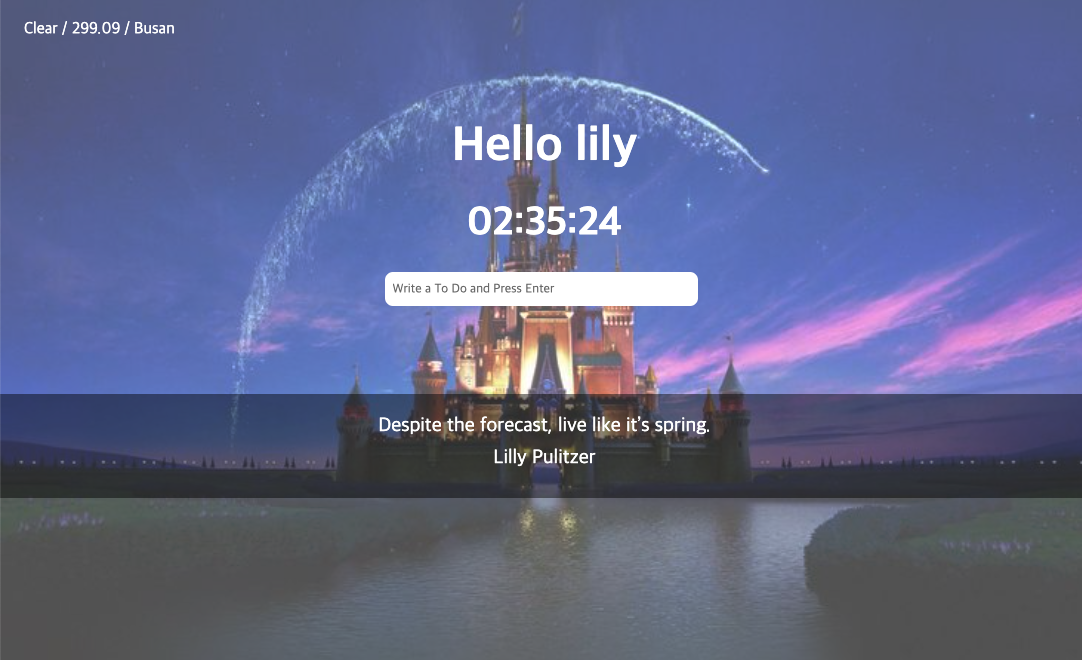 Clear / 299.09 / Busan
Hello lily
02:35:24
Write a To Do and Press Enter
Despite the forecast, live like it's spring.
Lilly Pulitzer